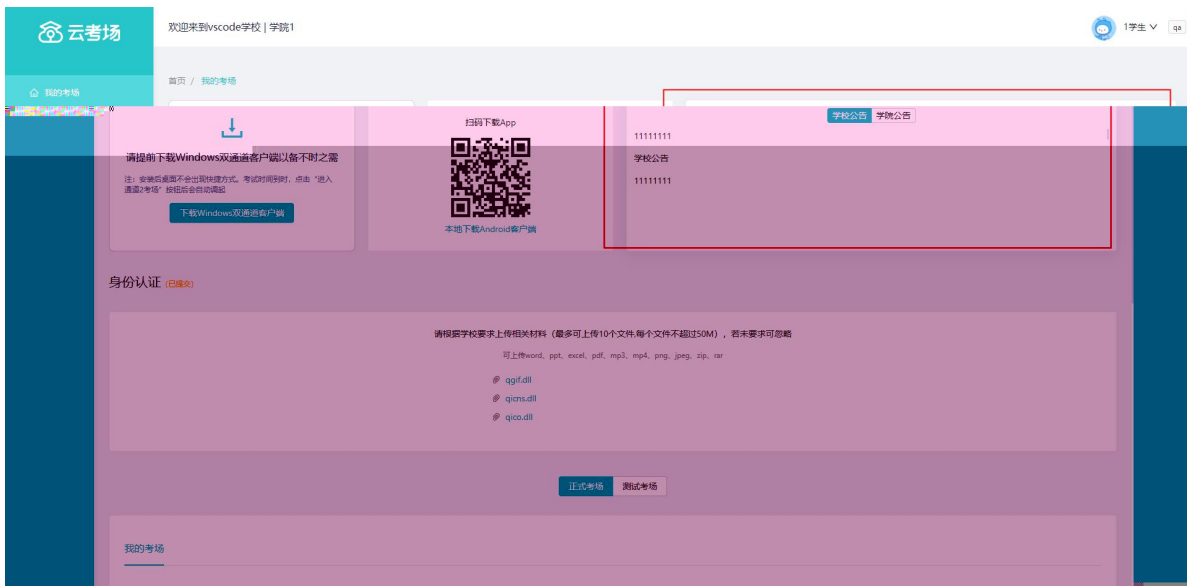 云考场
欢迎来到vscode学校 | 学院1
1学生
qa
我的考场
首页 / 我的考场
扫码下载App
学校公告 学院公告
11111111
学校公告
11111111
请提前下载Windows双通道客户端以备不时之需
注：安装后桌面不会出现快捷方式。考试时间到时，点击“进入
通道2考场”按钮后会自动调起
下载Windows双通道客户端
本地下载Android客户端
身份认证 (已提交)
请根据学校要求上传相关材料（最多可上传10个文件,每个文件不超过50M），若未要求可忽略
可上传word、ppt、excel、pdf、mp3、mp4、png、jpeg、zip、rar
qgif.dll
qicns.dll
qico.dll
正式考场 测试考场
我的考场